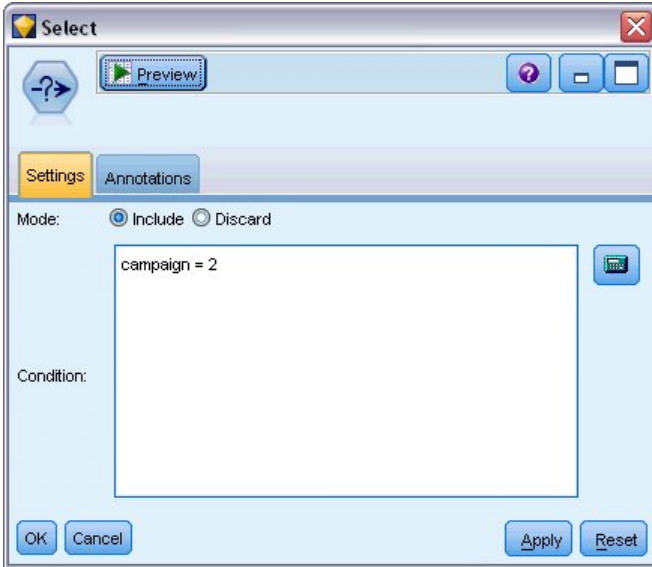 Select
Preview
Settings Annotations
Mode: Include Discard
campaign = 2
Condition:
OK Cancel Apply Reset